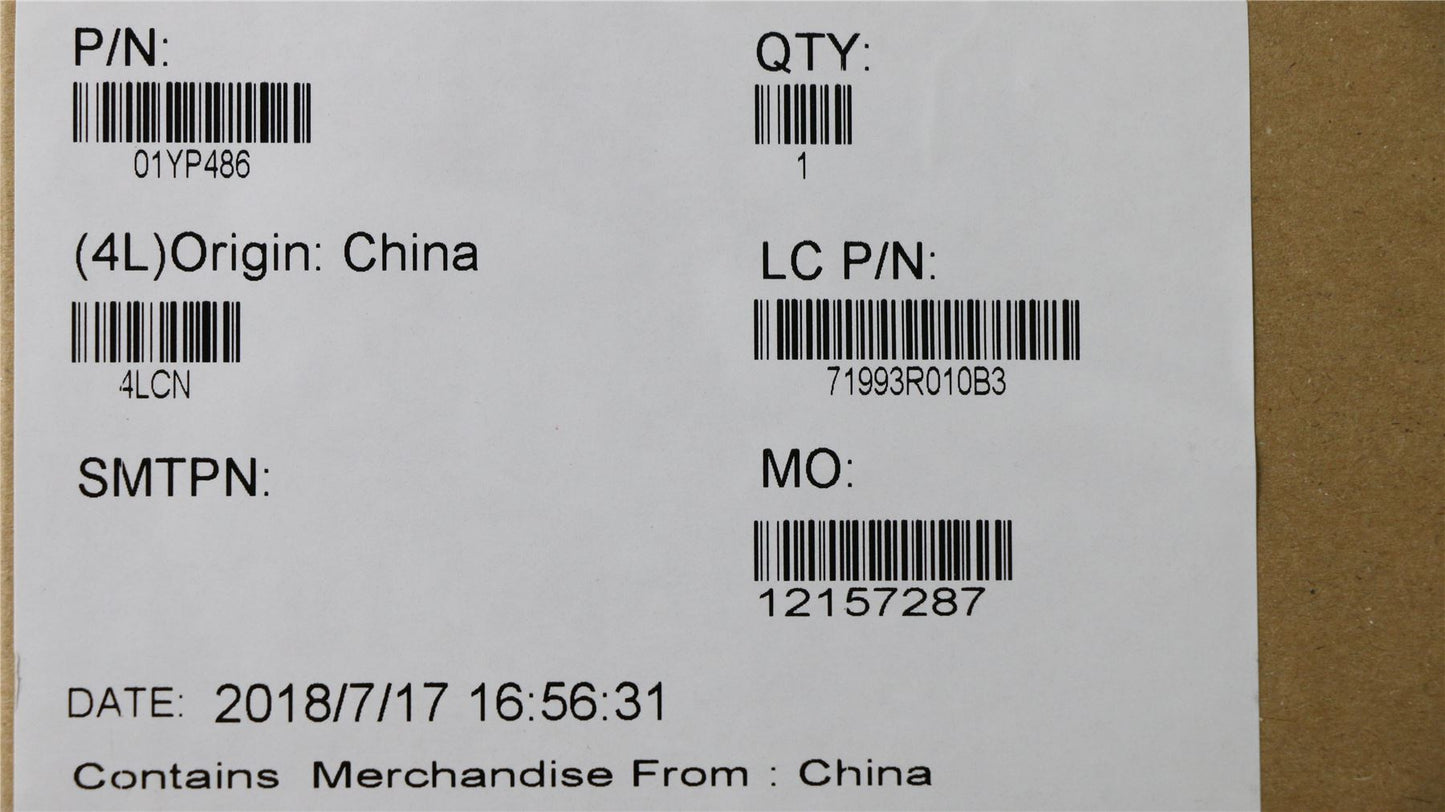 P/N:
QTY:
01YP486
1
(4L)Origin: China
LC P/N:
4LCN
71993R010B3
SMTPN:
MO:
12157287
DATE: 2018/7/17 16:56:31
Contains Merchandise From : China